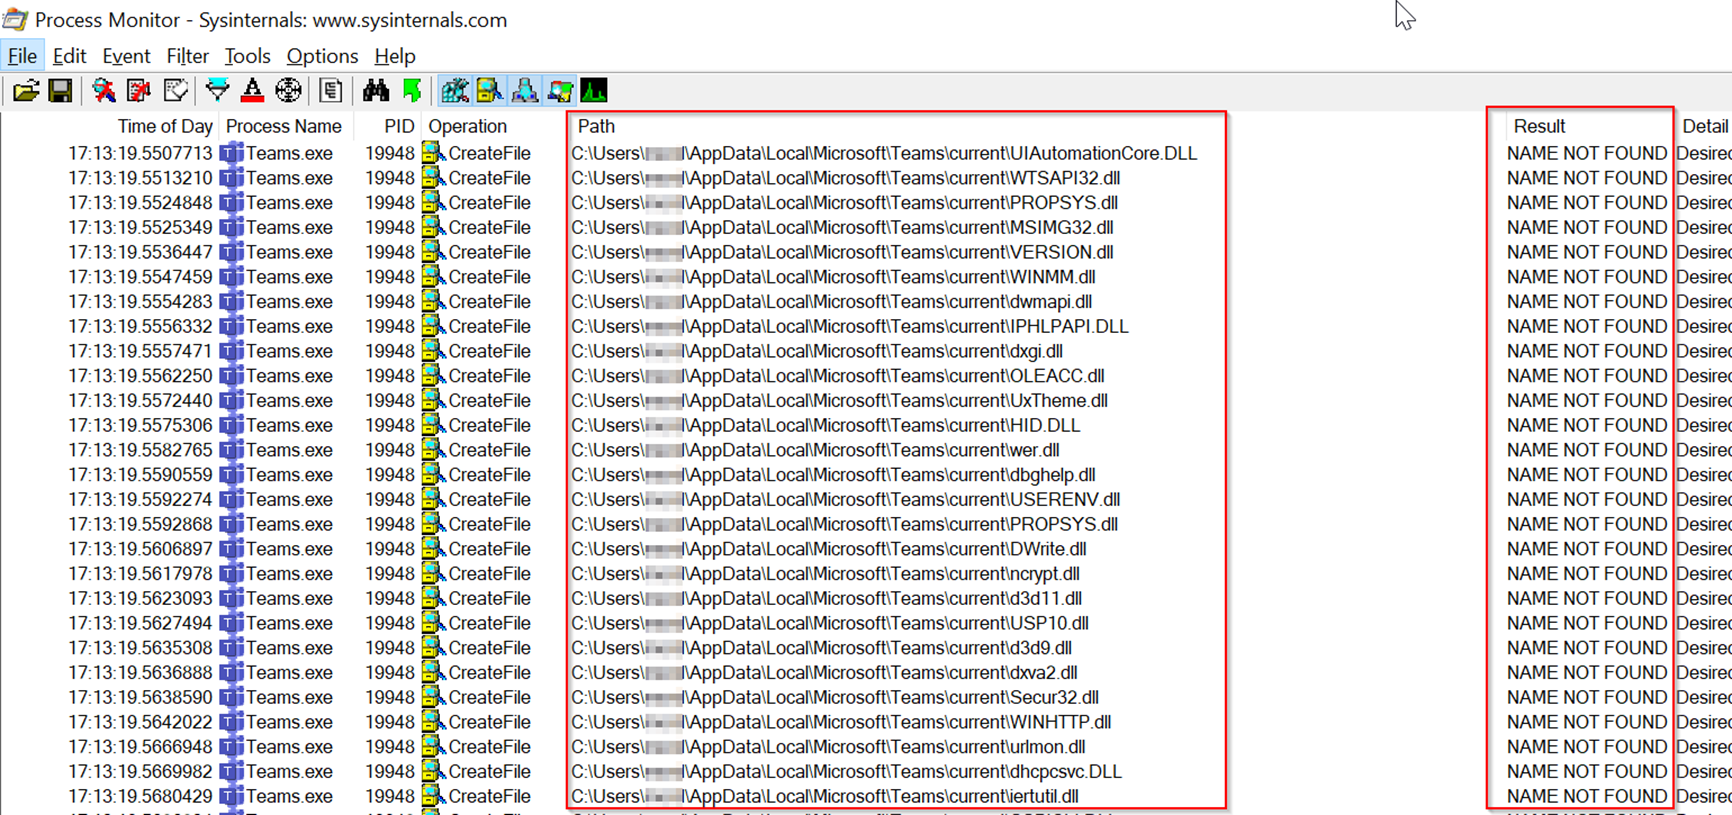 Process Monitor - Sysinternals: www.sysinternals.com
File Edit Event Filter Tools Options Help
Time of Day Process Name PID Operation Path Result Detail
17:13:19.5507713 Teams.exe 19948 CreateFile C:\Users\ l\AppData\Local\Microsoft\Teams\current\UIAutomationCore.DLL NAME NOT FOUND Desired
17:13:19.5513210 Teams.exe 19948 CreateFile C:\Users\ l\AppData\Local\Microsoft\Teams\current\WTSAPI32.dll NAME NOT FOUND Desired
17:13:19.5524848 Teams.exe 19948 CreateFile C:\Users\ l\AppData\Local\Microsoft\Teams\current\PROPSYS.dll NAME NOT FOUND Desired
17:13:19.5525349 Teams.exe 19948 CreateFile C:\Users\ l\AppData\Local\Microsoft\Teams\current\MSIMG32.dll NAME NOT FOUND Desired
17:13:19.5536447 Teams.exe 19948 CreateFile C:\Users\ l\AppData\Local\Microsoft\Teams\current\VERSION.dll NAME NOT FOUND Desired
17:13:19.5547459 Teams.exe 19948 CreateFile C:\Users\ l\AppData\Local\Microsoft\Teams\current\WINMM.dll NAME NOT FOUND Desired
17:13:19.5554283 Teams.exe 19948 CreateFile C:\Users\ l\AppData\Local\Microsoft\Teams\current\dwmapi.dll NAME NOT FOUND Desired
17:13:19.5556332 Teams.exe 19948 CreateFile C:\Users\ l\AppData\Local\Microsoft\Teams\current\IPHLPAPI.DLL NAME NOT FOUND Desired
17:13:19.5557471 Teams.exe 19948 CreateFile C:\Users\ l\AppData\Local\Microsoft\Teams\current\dxgi.dll NAME NOT FOUND Desired
17:13:19.5562250 Teams.exe 19948 CreateFile C:\Users\ l\AppData\Local\Microsoft\Teams\current\OLEACC.dll NAME NOT FOUND Desired
17:13:19.5572440 Teams.exe 19948 CreateFile C:\Users\ l\AppData\Local\Microsoft\Teams\current\UxTheme.dll NAME NOT FOUND Desired
17:13:19.5575306 Teams.exe 19948 CreateFile C:\Users\ l\AppData\Local\Microsoft\Teams\current\HID.DLL NAME NOT FOUND Desired
17:13:19.5582765 Teams.exe 19948 CreateFile C:\Users\ l\AppData\Local\Microsoft\Teams\current\wer.dll NAME NOT FOUND Desired
17:13:19.5590559 Teams.exe 19948 CreateFile C:\Users\ l\AppData\Local\Microsoft\Teams\current\dbghelp.dll NAME NOT FOUND Desired
17:13:19.5592274 Teams.exe 19948 CreateFile C:\Users\ l\AppData\Local\Microsoft\Teams\current\USERENV.dll NAME NOT FOUND Desired
17:13:19.5592868 Teams.exe 19948 CreateFile C:\Users\ l\AppData\Local\Microsoft\Teams\current\PROPSYS.dll NAME NOT FOUND Desired
17:13:19.5606897 Teams.exe 19948 CreateFile C:\Users\ l\AppData\Local\Microsoft\Teams\current\DWrite.dll NAME NOT FOUND Desired
17:13:19.5617978 Teams.exe 19948 CreateFile C:\Users\ l\AppData\Local\Microsoft\Teams\current\ncrypt.dll NAME NOT FOUND Desired
17:13:19.5623093 Teams.exe 19948 CreateFile C:\Users\ l\AppData\Local\Microsoft\Teams\current\d3d11.dll NAME NOT FOUND Desired
17:13:19.5627494 Teams.exe 19948 CreateFile C:\Users\ l\AppData\Local\Microsoft\Teams\current\USP10.dll NAME NOT FOUND Desired
17:13:19.5635308 Teams.exe 19948 CreateFile C:\Users\ l\AppData\Local\Microsoft\Teams\current\d3d9.dll NAME NOT FOUND Desired
17:13:19.5636888 Teams.exe 19948 CreateFile C:\Users\ l\AppData\Local\Microsoft\Teams\current\dxva2.dll NAME NOT FOUND Desired
17:13:19.5638590 Teams.exe 19948 CreateFile C:\Users\ l\AppData\Local\Microsoft\Teams\current\Secur32.dll NAME NOT FOUND Desired
17:13:19.5642022 Teams.exe 19948 CreateFile C:\Users\ l\AppData\Local\Microsoft\Teams\current\WINHTTP.dll NAME NOT FOUND Desired
17:13:19.5666948 Teams.exe 19948 CreateFile C:\Users\ l\AppData\Local\Microsoft\Teams\current\urlmon.dll NAME NOT FOUND Desired
17:13:19.5669982 Teams.exe 19948 CreateFile C:\Users\ l\AppData\Local\Microsoft\Teams\current\dhcpcsvc.DLL NAME NOT FOUND Desired
17:13:19.5680429 Teams.exe 19948 CreateFile C:\Users\ l\AppData\Local\Microsoft\Teams\current\iertutil.dll NAME NOT FOUND Desired